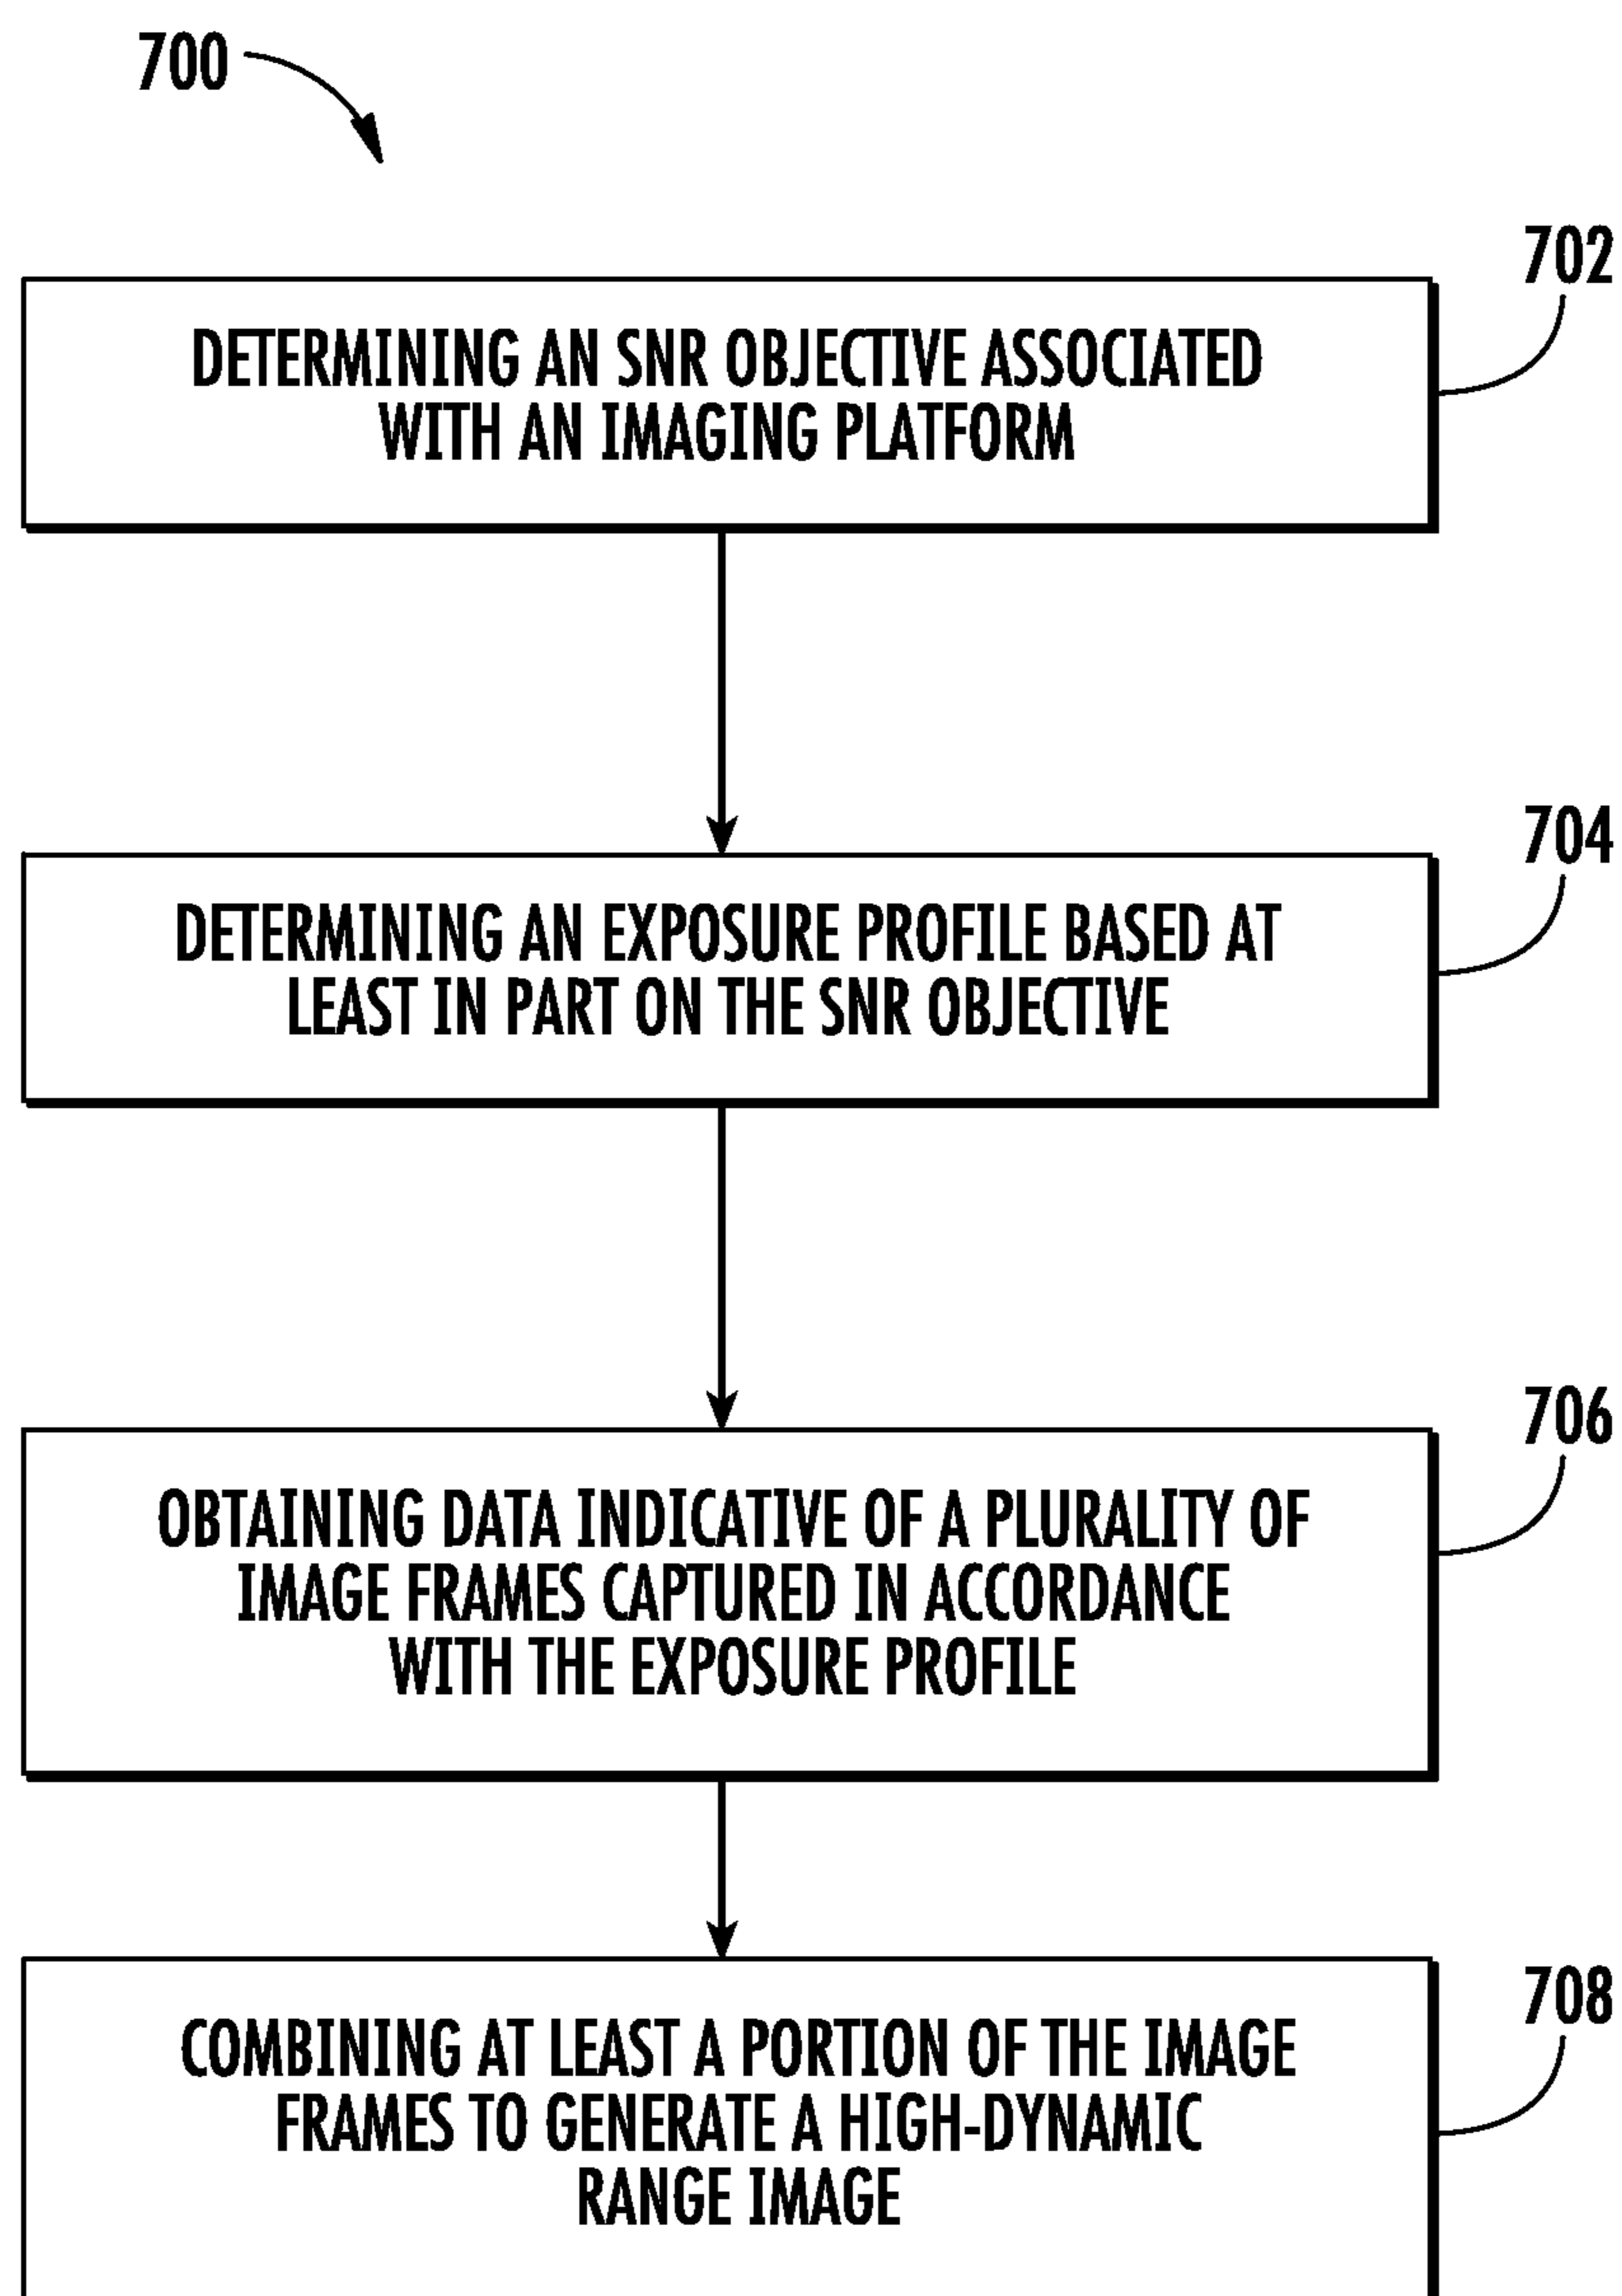 700
702
DETERMINING AN SNR OBJECTIVE ASSOCIATED
WITH AN IMAGING PLATFORM
704
DETERMINING AN EXPOSURE PROFILE BASED AT
LEAST IN PART ON THE SNR OBJECTIVE
706
OBTAINING DATA INDICATIVE OF A PLURALITY OF
IMAGE FRAMES CAPTURED IN ACCORDANCE
WITH THE EXPOSURE PROFILE
708
COMBINING AT LEAST A PORTION OF THE IMAGE
FRAMES TO GENERATE A HIGH-DYNAMIC
RANGE IMAGE